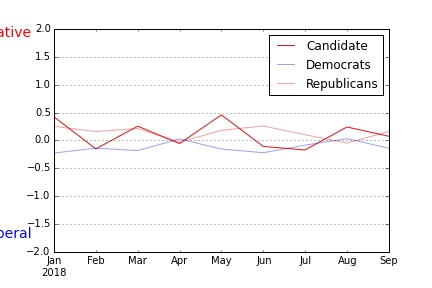 ative
2.0
1.5
1.0
0.5
0.0
−0.5
−1.0
−1.5
−2.0
beral
Candidate
Democrats
Republicans
Jan Feb Mar Apr May Jun Jul Aug Sep
2018